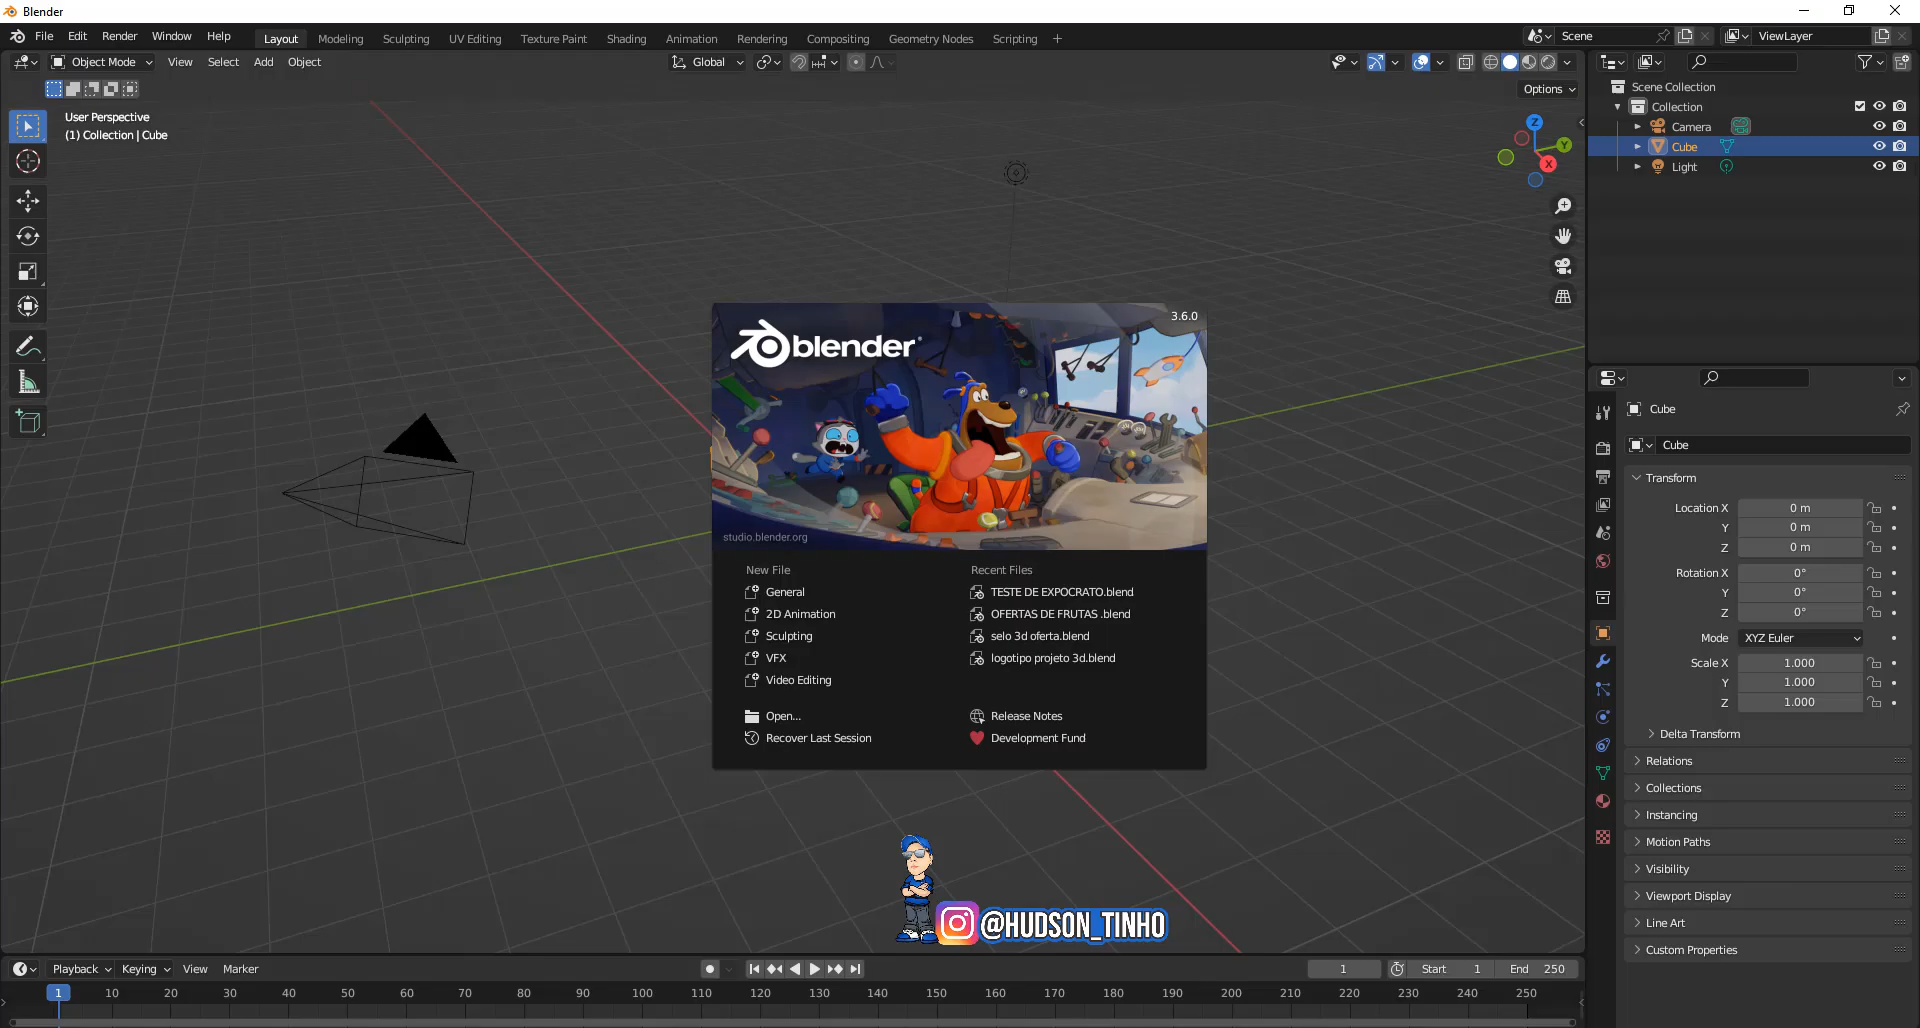 Blender
File Edit Render Window Help Layout Modeling Sculpting UV Editing Texture Paint Shading Animation Rendering Compositing Geometry Nodes Scripting + Scene ViewLayer
Object Mode View Select Add Object Global
Options
User Perspective
(1) Collection | Cube
Z
Y
X
Scene Collection
Collection
Camera
Cube
Light
3.6.0
blender
studio.blender.org
New File
General
2D Animation
Sculpting
VFX
Video Editing
Open...
Recover Last Session
Recent Files
TESTE DE EXPOCRATO.blend
OFERTAS DE FRUTAS .blend
selo 3d oferta.blend
logotipo projeto 3d.blend
Release Notes
Development Fund
Cube
Cube
Transform
Location X 0 m
Y 0 m
Z 0 m
Rotation X 0°
Y 0°
Z 0°
Mode XYZ Euler
Scale X 1.000
Y 1.000
Z 1.000
Delta Transform
Relations
Collections
Instancing
Motion Paths
Visibility
Viewport Display
Line Art
Custom Properties
@HUDSON_TINHO
Playback Keying View Marker 1 Start 1 End 250
1 10 20 30 40 50 60 70 80 90 100 110 120 130 140 150 160 170 180 190 200 210 220 230 240 250